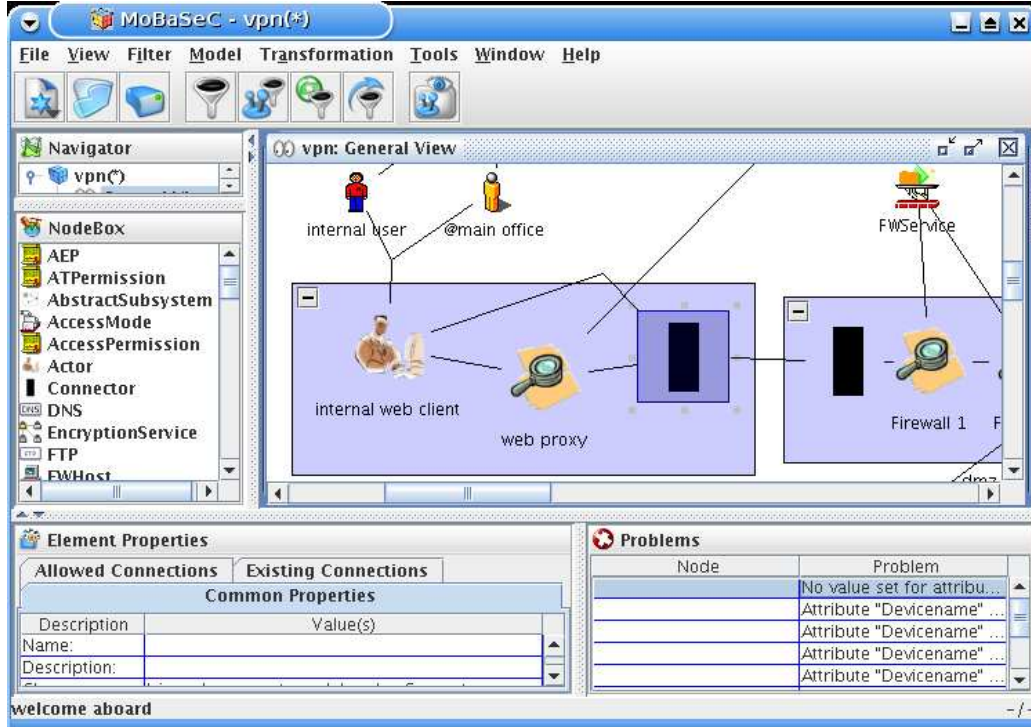 MoBaSeC - vpn(*)
File View Filter Model Transformation Tools Window Help
Navigator
vpn(*)
NodeBox
AEP
ATPermission
AbstractSubsystem
AccessMode
AccessPermission
Actor
Connector
DNS
DNS
EncryptionService
FTP
FTP
FWHost
vpn: General View
internal user
@main office
FWService
internal web client
web proxy
Firewall 1
F
dmz
Element Properties
Allowed Connections Existing Connections
Common Properties
Description Value(s)
Name:
Description:
Problems
Node Problem
No value set for attribu...
Attribute "Devicename" ...
Attribute "Devicename" ...
Attribute "Devicename" ...
Attribute "Devicename" ...
welcome aboard
-/-